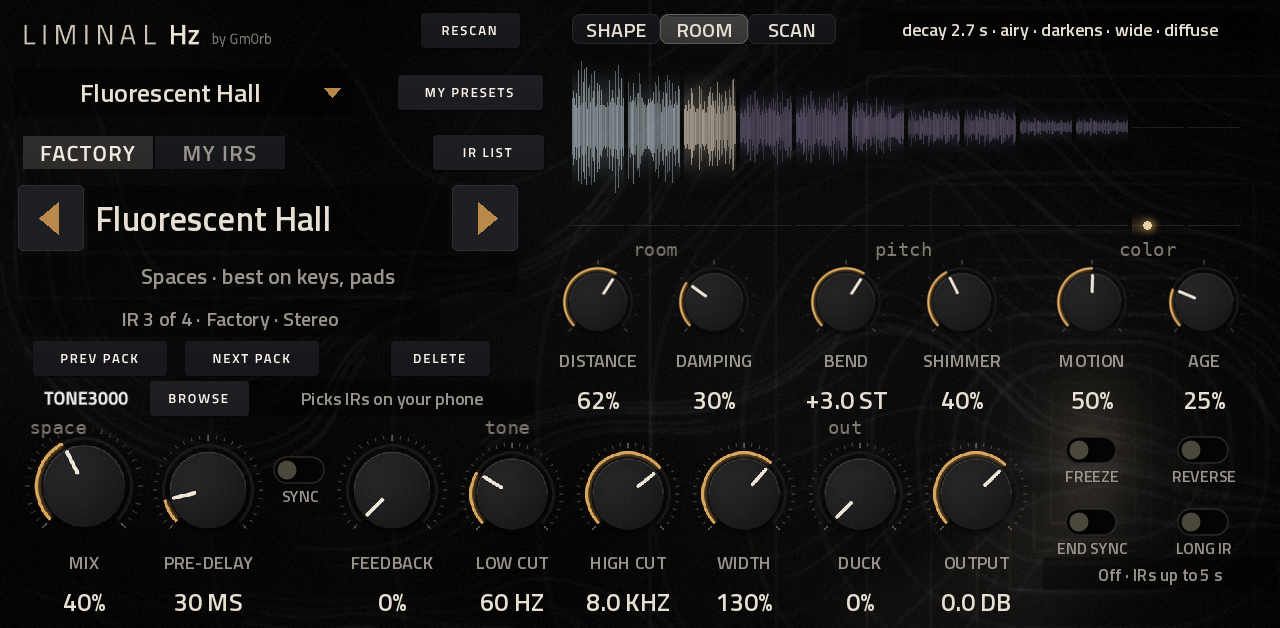 LIMINAL Hz by Gm0rb
RESCAN
SHAPE ROOM SCAN
decay 2.7 s · airy · darkens · wide · diffuse
Fluorescent Hall
MY PRESETS
FACTORY MY IRS
IR LIST
Fluorescent Hall
Spaces · best on keys, pads
IR 3 of 4 · Factory · Stereo
PREV PACK NEXT PACK DELETE
TONE3000 BROWSE Picks IRs on your phone
room pitch color
DISTANCE DAMPING BEND SHIMMER MOTION AGE
62% 30% +3.0 ST 40% 50% 25%
space tone out
SYNC
FREEZE REVERSE
END SYNC LONG IR
Off · IRs up to 5 s
MIX PRE-DELAY FEEDBACK LOW CUT HIGH CUT WIDTH DUCK OUTPUT
40% 30 MS 0% 60 HZ 8.0 KHZ 130% 0% 0.0 DB